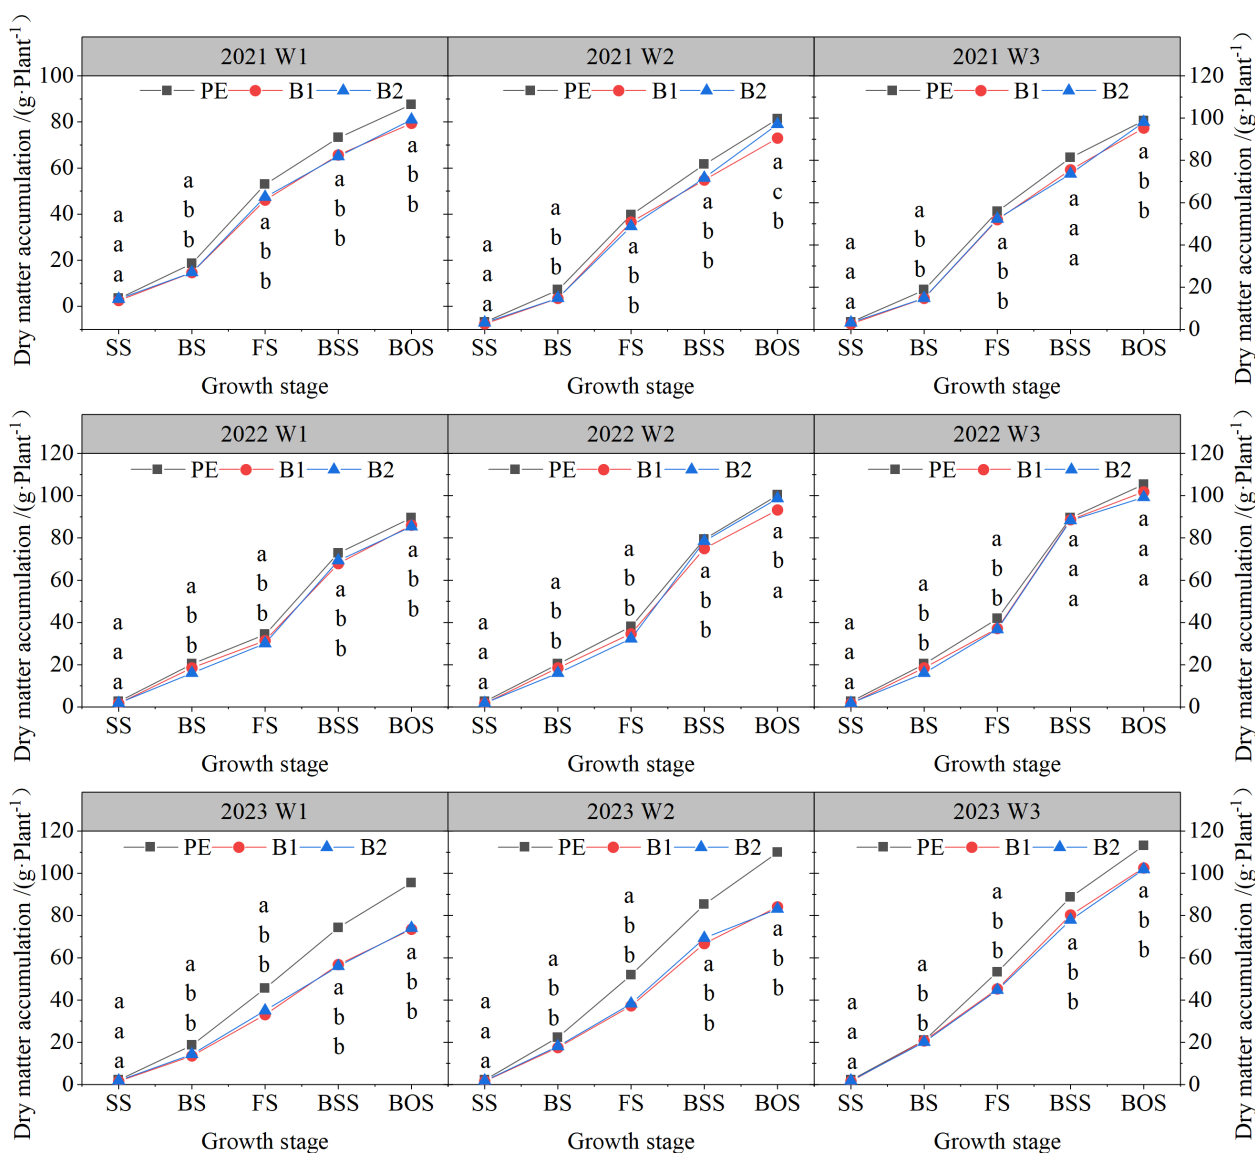 2021 W1
2021 W2
2021 W3
Dry matter accumulation /(g·Plant⁻¹)
100
80
60
40
20
0
PE B1 B2
a a a
a b b
a b b
a b b
a b b
SS BS FS BSS BOS
Growth stage
PE B1 B2
a a a
a b b
a b b
a b b
a c b
SS BS FS BSS BOS
Growth stage
PE B1 B2
a a a
a b b
a b b
a a a
a b b
SS BS FS BSS BOS
Growth stage
120
100
80
60
40
20
0
Dry matter accumulation /(g·Plant⁻¹)
2022 W1
2022 W2
2022 W3
Dry matter accumulation /(g·Plant⁻¹)
120
100
80
60
40
20
0
PE B1 B2
a a a
a b b
a b b
a b b
a b b
SS BS FS BSS BOS
Growth stage
PE B1 B2
a a a
a b b
a b b
a b b
a b a
SS BS FS BSS BOS
Growth stage
PE B1 B2
a a a
a b b
a b b
a a a
a a a
SS BS FS BSS BOS
Growth stage
120
100
80
60
40
20
0
Dry matter accumulation /(g·Plant⁻¹)
2023 W1
2023 W2
2023 W3
Dry matter accumulation /(g·Plant⁻¹)
120
100
80
60
40
20
0
PE B1 B2
a a a
a b b
a b b
a b b
a b b
SS BS FS BSS BOS
Growth stage
PE B1 B2
a a a
a b b
a b b
a b b
a b b
SS BS FS BSS BOS
Growth stage
PE B1 B2
a a a
a b b
a b b
a b b
a b b
SS BS FS BSS BOS
Growth stage
120
100
80
60
40
20
0
Dry matter accumulation /(g·Plant⁻¹)